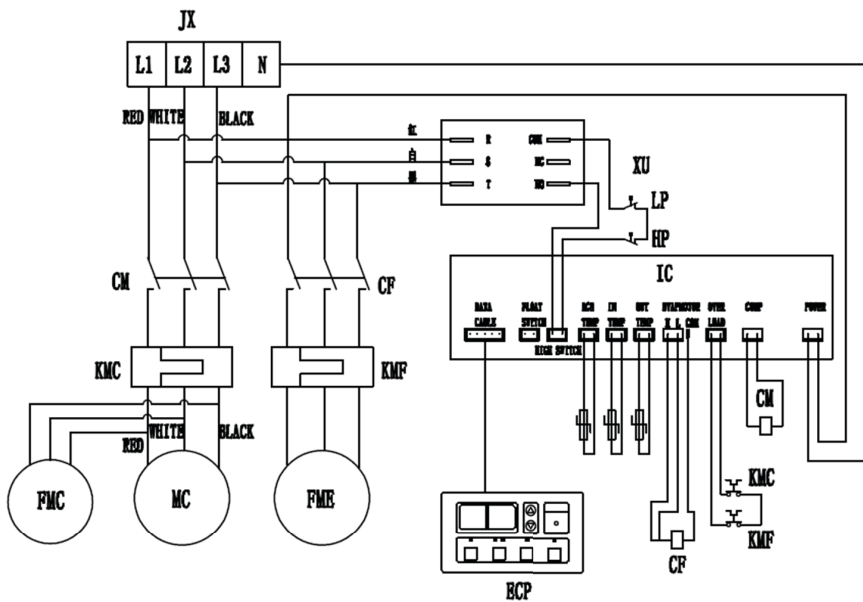 JX
L1 L2 L3 N
RED WHITE BLACK
红
R COM
白
S NC
XU
黑
T NO
LP
HP
CM
CF
IC
DATA CABLE
FLOAT SWITCH
HIGH SWITCH
TEMP
IN TEMP
OUT TEMP
H L COM
OVER LOAD
COMP
POWER
KMC
KMF
CM
RED WHITE BLACK
FMC
MC
FME
KMC
KMF
CF
ECP